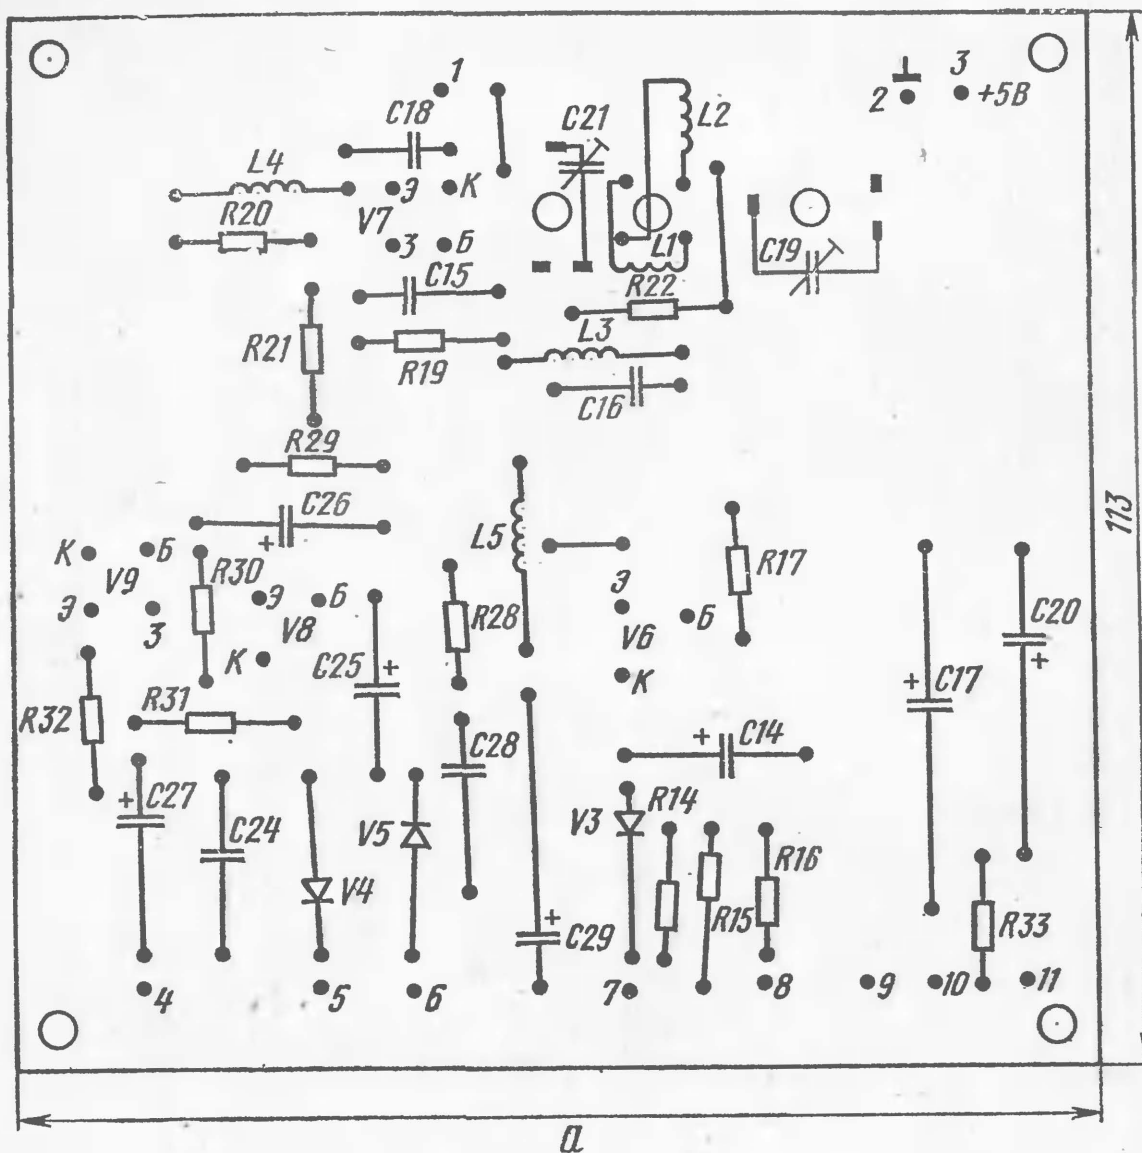 1
3
C18
C21
2
+5В
L2
L4
Э
К
R20
V7
З
Б
L1
C19
C15
R22
R21
L3
R19
C16
R29
C26
113
L5
К
Б
R30
R17
V9
Э
Э
Б
R28
Э
C20
З
V8
V6
Б
К
C25
+
К
+
R32
R31
+
C17
+
C14
C28
+
C27
V3
R14
C24
V5
R16
V4
R15
+
C29
R33
4
5
6
7
8
9
10
11
а